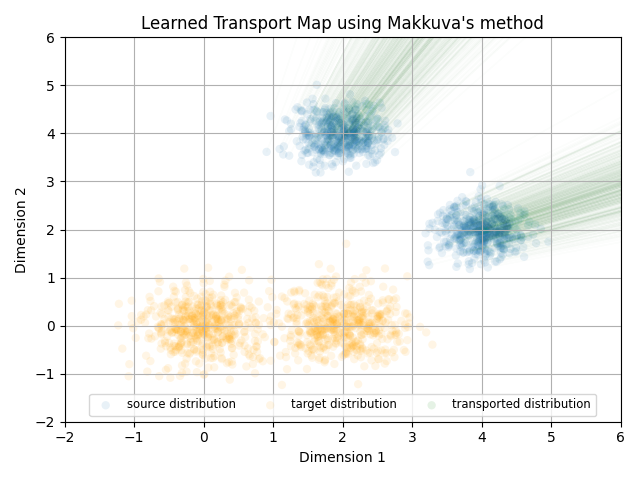 Learned Transport Map using Makkuva's method
6
5
4
3
2
1
0
−1
−2
Dimension 2
source distribution target distribution transported distribution
−2 −1 0 1 2 3 4 5 6
Dimension 1